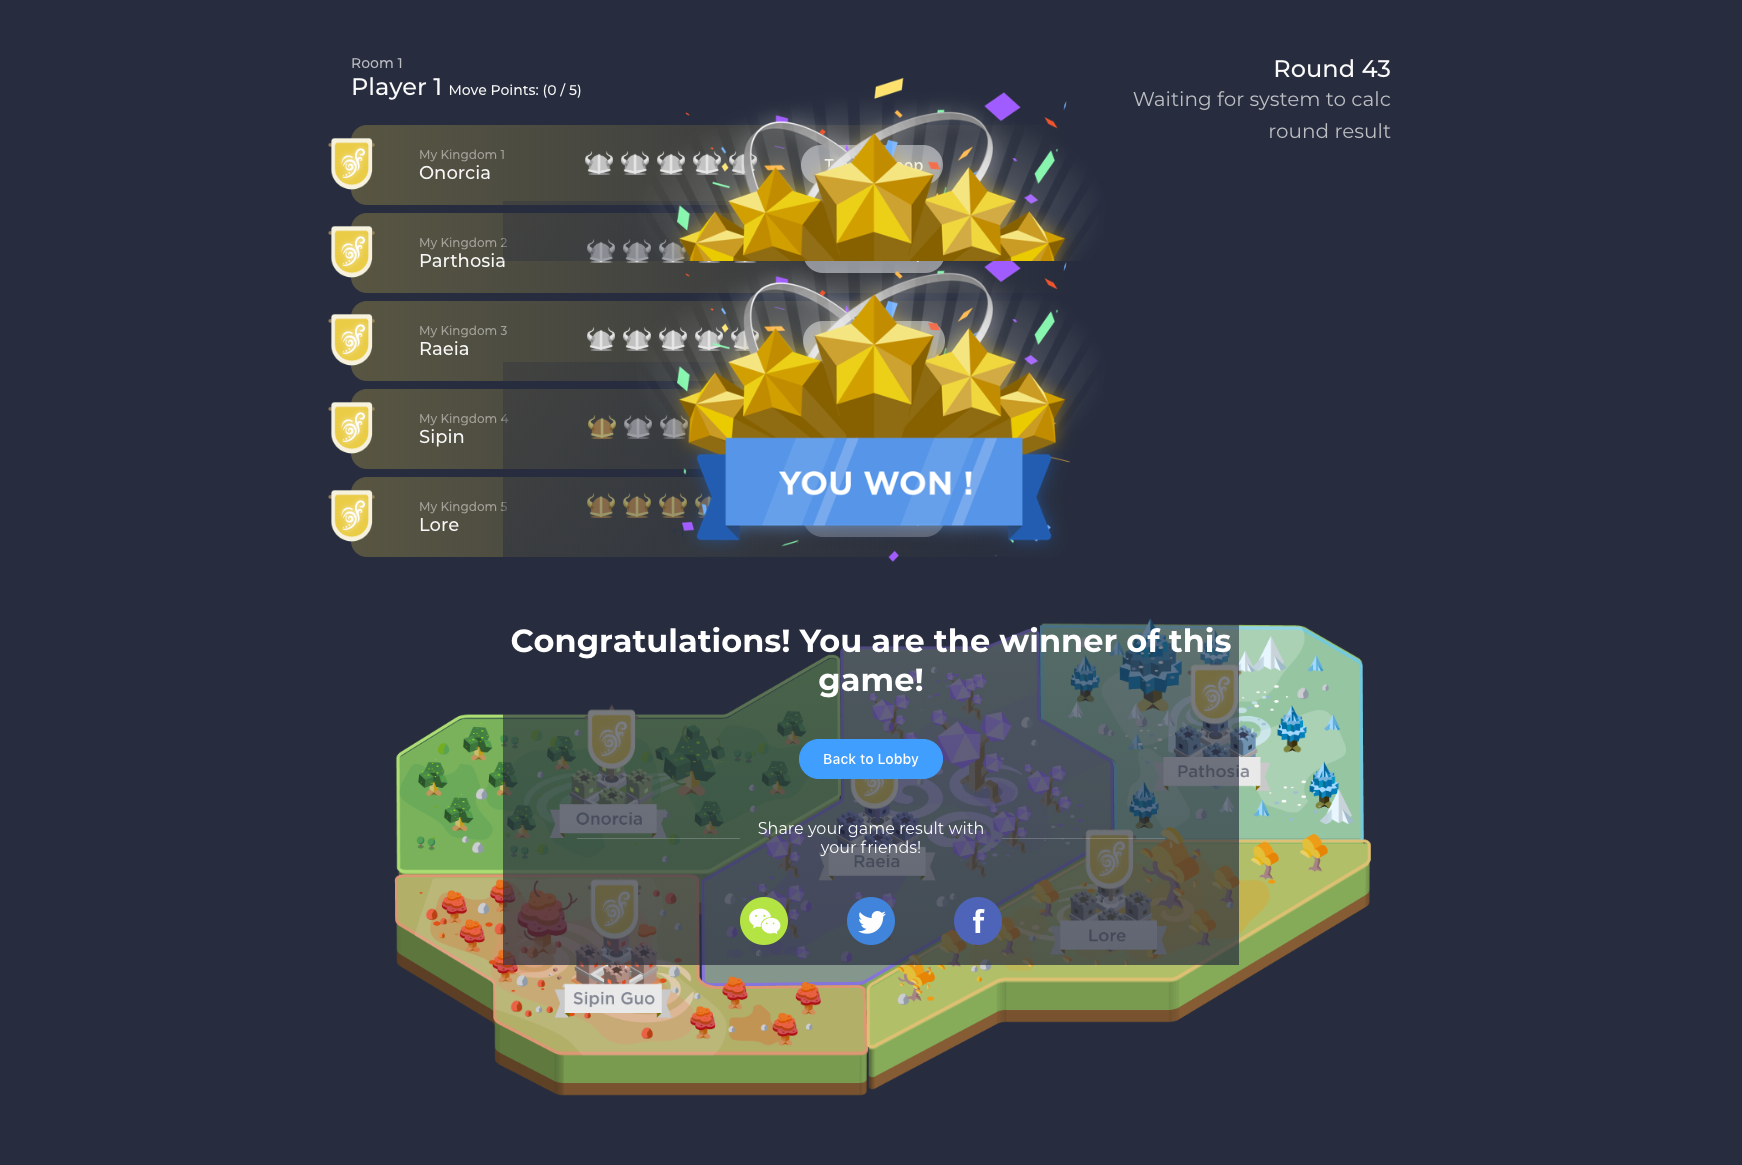 Room 1
Player 1 Move Points: (0 / 5)
Round 43
Waiting for system to calc
round result
My Kingdom 1
Onorcia
My Kingdom 2
Parthosia
My Kingdom 3
Raeia
My Kingdom 4
Sipin
My Kingdom 5
Lore
YOU WON !
Congratulations! You are the winner of this
game!
Back to Lobby
Share your game result with
your friends!
Onorcia
Pathosia
Raeia
Lore
Sipin Guo